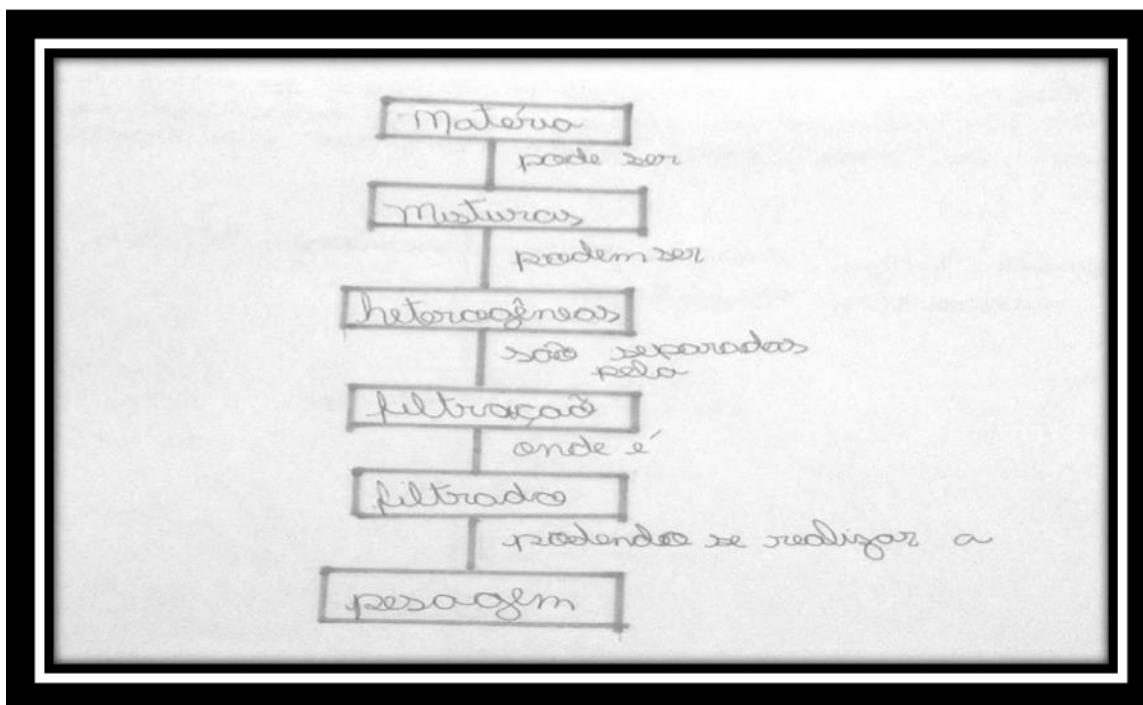 Matéria
pode ser
Misturas
podem ser
heterogêneas
são separadas
pela
filtração
onde é
filtrado
podendo se realizar a
pesagem